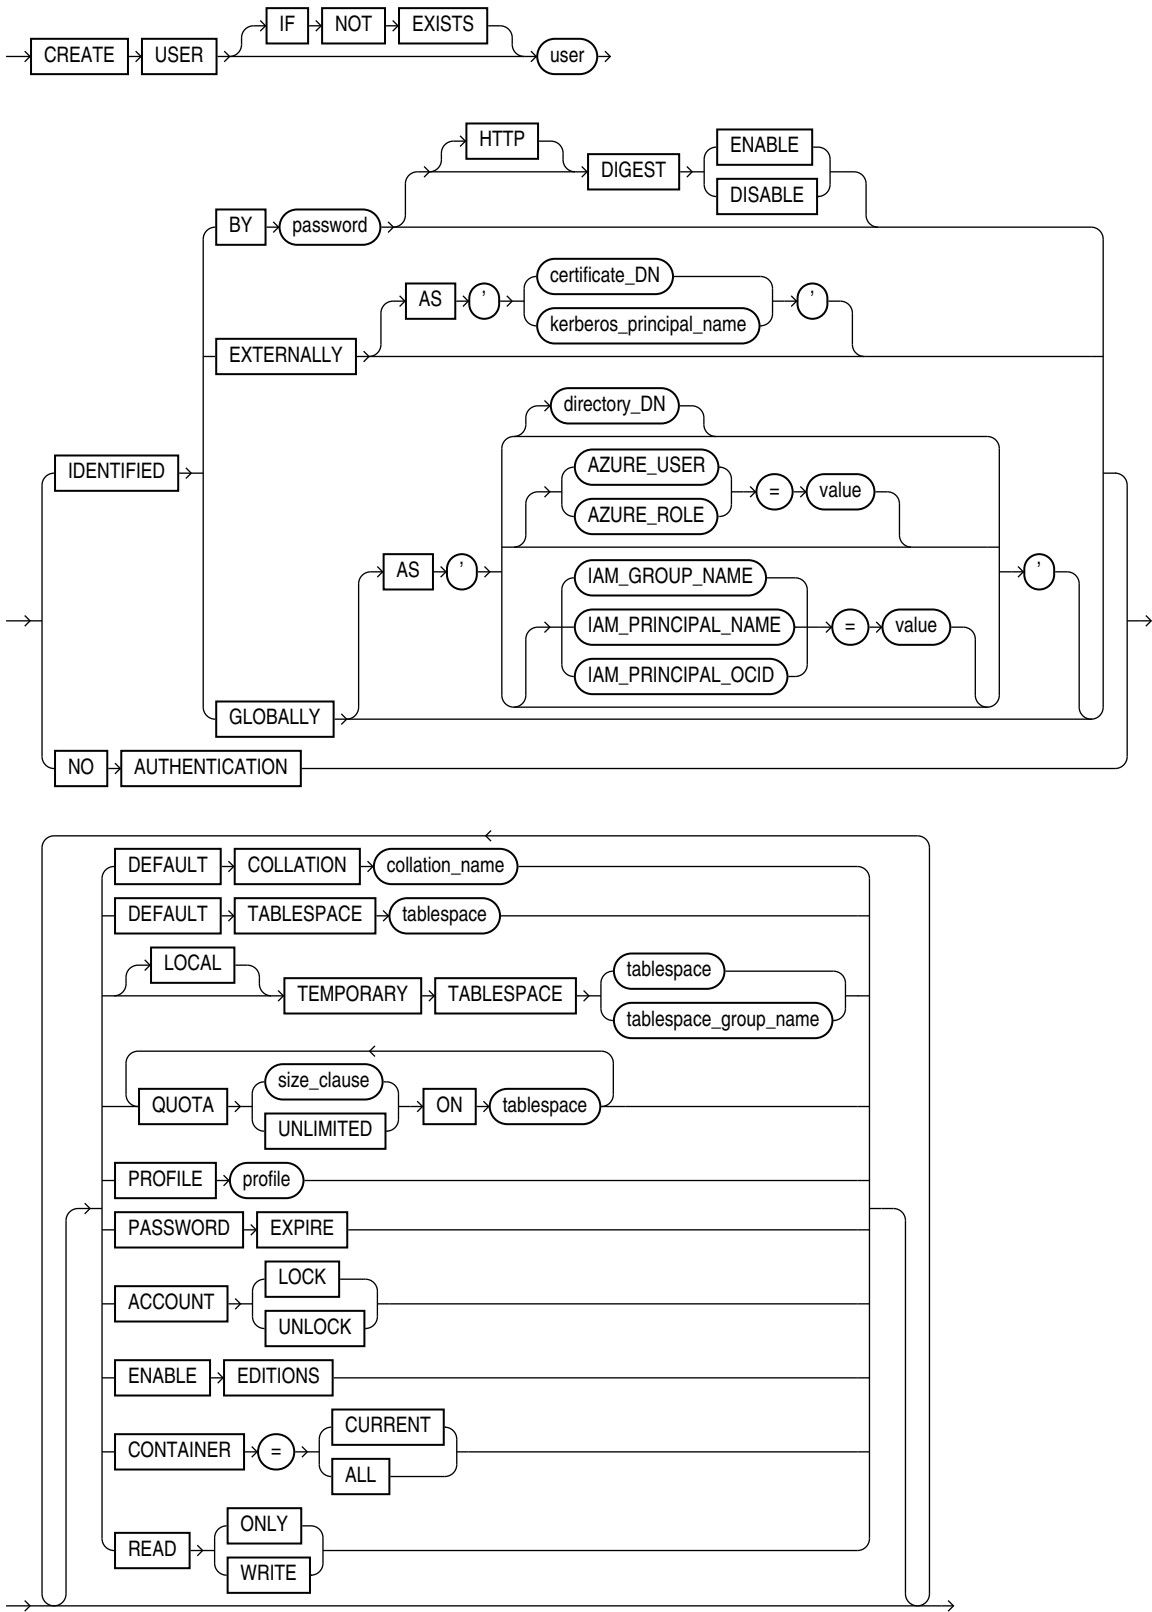 IF NOT EXISTS
CREATE USER user
HTTP ENABLE
DIGEST
DISABLE
BY password
certificate_DN
AS ' '
kerberos_principal_name
EXTERNALLY
directory_DN
IDENTIFIED AZURE_USER
= value
AZURE_ROLE
AS ' IAM_GROUP_NAME '
IAM_PRINCIPAL_NAME = value
IAM_PRINCIPAL_OCID
GLOBALLY
NO AUTHENTICATION
DEFAULT COLLATION collation_name
DEFAULT TABLESPACE tablespace
LOCAL tablespace
TEMPORARY TABLESPACE
tablespace_group_name
size_clause
QUOTA ON tablespace
UNLIMITED
PROFILE profile
PASSWORD EXPIRE
LOCK
ACCOUNT
UNLOCK
ENABLE EDITIONS
CURRENT
CONTAINER =
ALL
ONLY
READ
WRITE